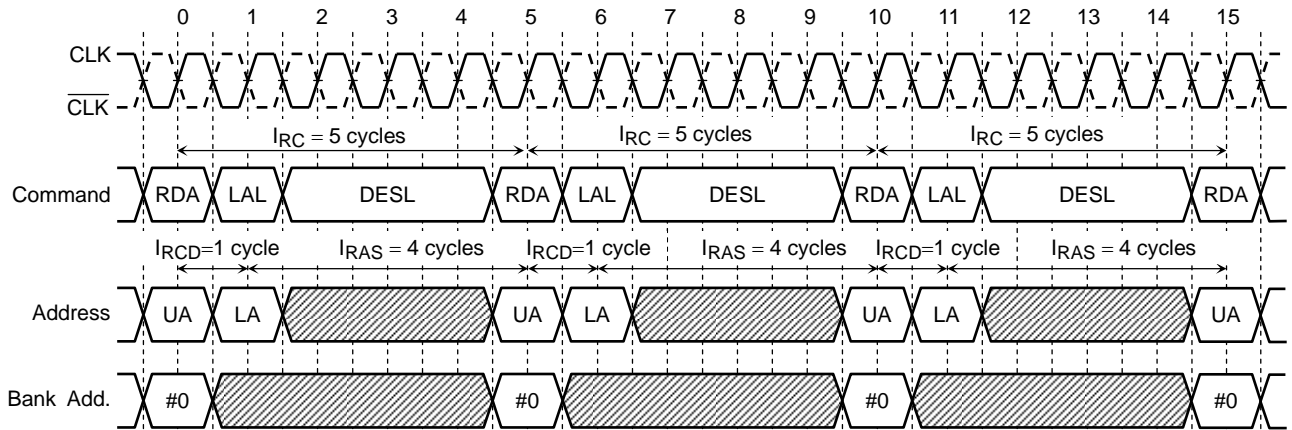 0 1 2 3 4 5 6 7 8 9 10 11 12 13 14 15
CLK
CLK
IRC = 5 cycles IRC = 5 cycles IRC = 5 cycles
Command RDA LAL DESL RDA LAL DESL RDA LAL DESL RDA
IRCD=1 cycle IRAS = 4 cycles IRCD=1 cycle IRAS = 4 cycles IRCD=1 cycle IRAS = 4 cycles
Address UA LA UA LA UA LA UA
Bank Add. #0 #0 #0 #0